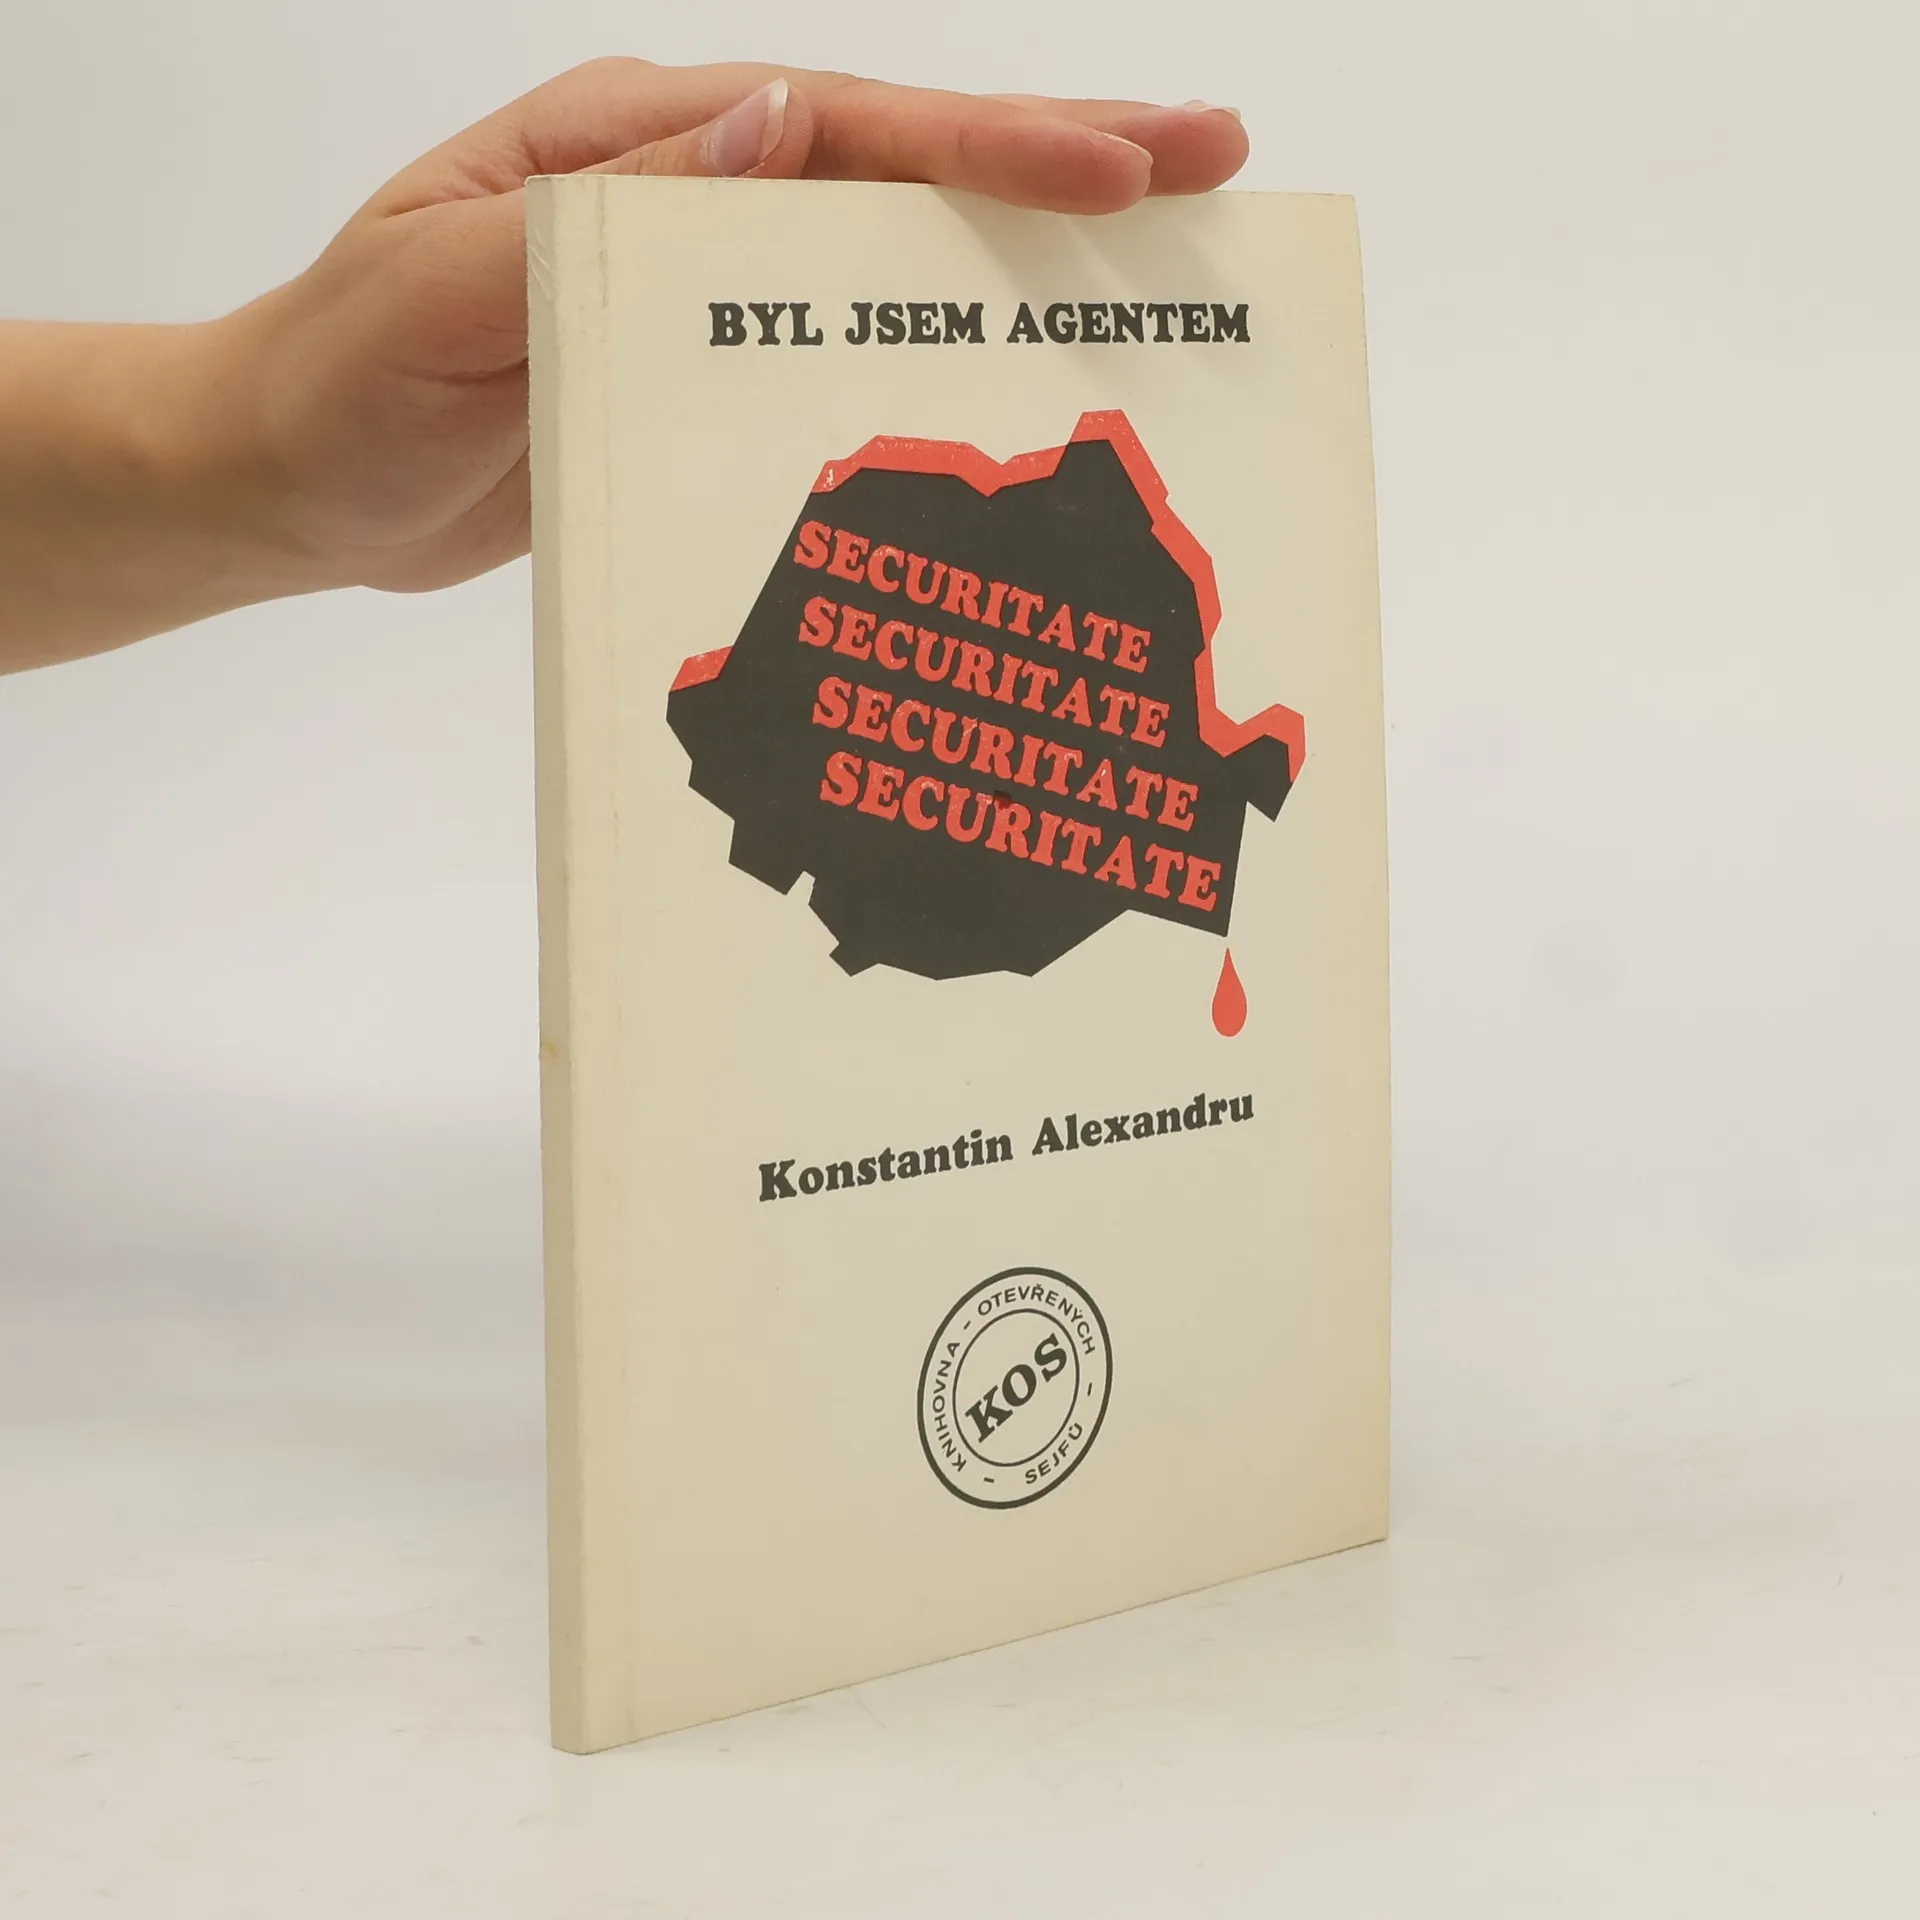 BYL JSEM AGENTEM
SECURITATE
SECURITATE
SECURITATE
SECURITATE
Konstantin Alexandru
KNIHOVNA - OTEVŘENÝCH - SEJFŮ -
KOS